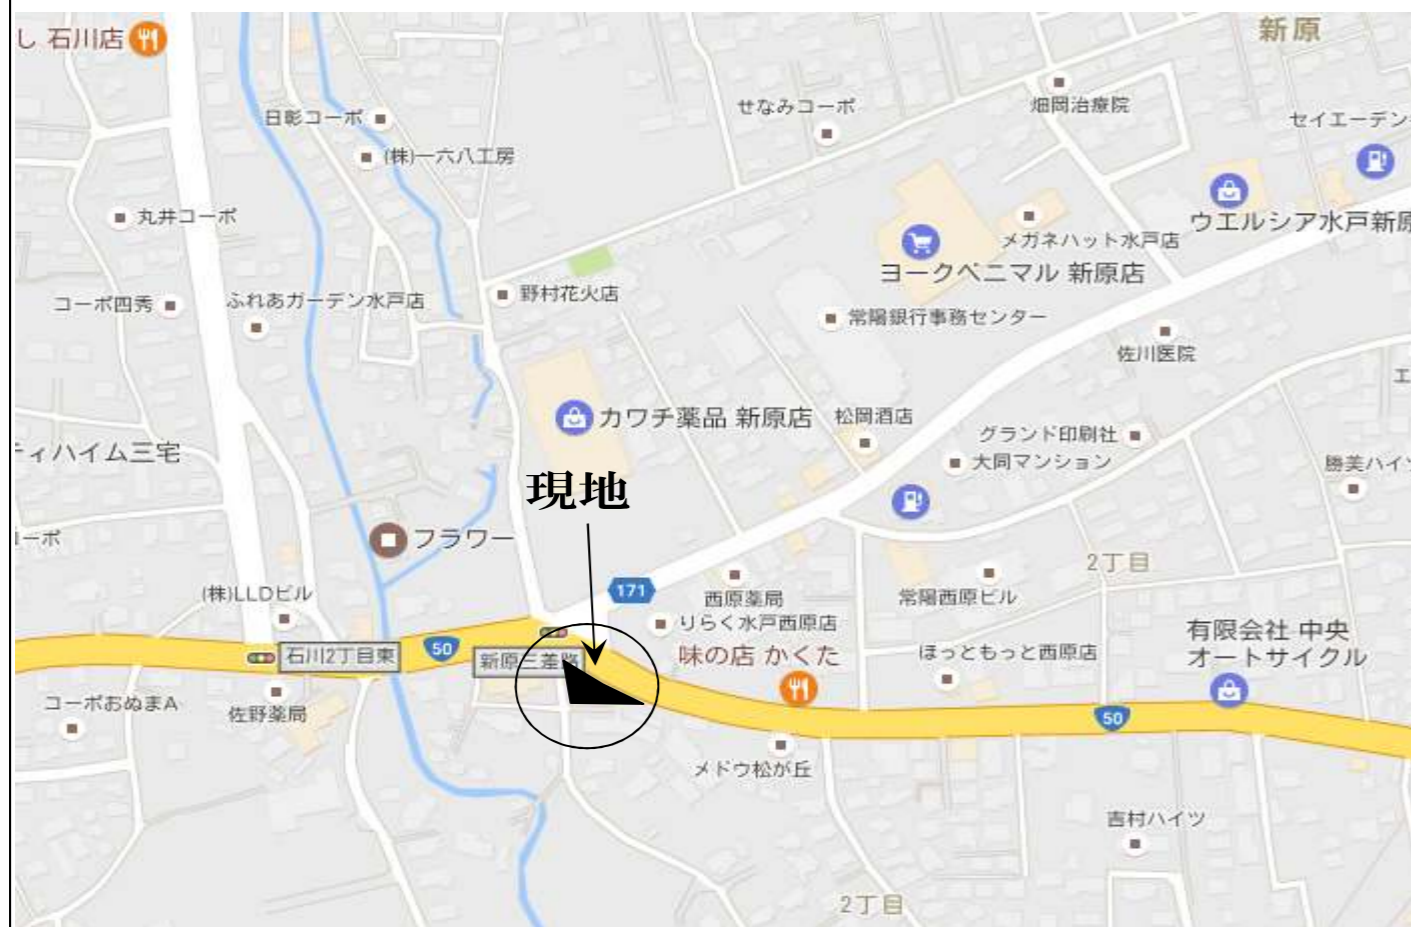 し 石川店
新原
せなみコーポ
畑岡治療院
日彰コーポ
セイエーデン
(株)一六八工房
丸井コーポ
ウエルシア水戸新原
メガネハット水戸店
ヨークベニマル 新原店
コーポ四秀
ふれあガーデン水戸店
野村花火店
常陽銀行事務センター
佐川医院
エ
カワチ薬品 新原店
松岡酒店
グランド印刷社
大同マンション
ティハイム三宅
勝美ハイツ
現地
コーポ
フラワー
2丁目
(株)LLDビル
171
西原薬局
常陽西原ビル
りらく水戸西原店
有限会社 中央
オートサイクル
石川2丁目東
50
新原三差路
味の店 かくた
ほっともっと西原店
コーポおぬまA
佐野薬局
50
メドウ松が丘
吉村ハイツ
2丁目